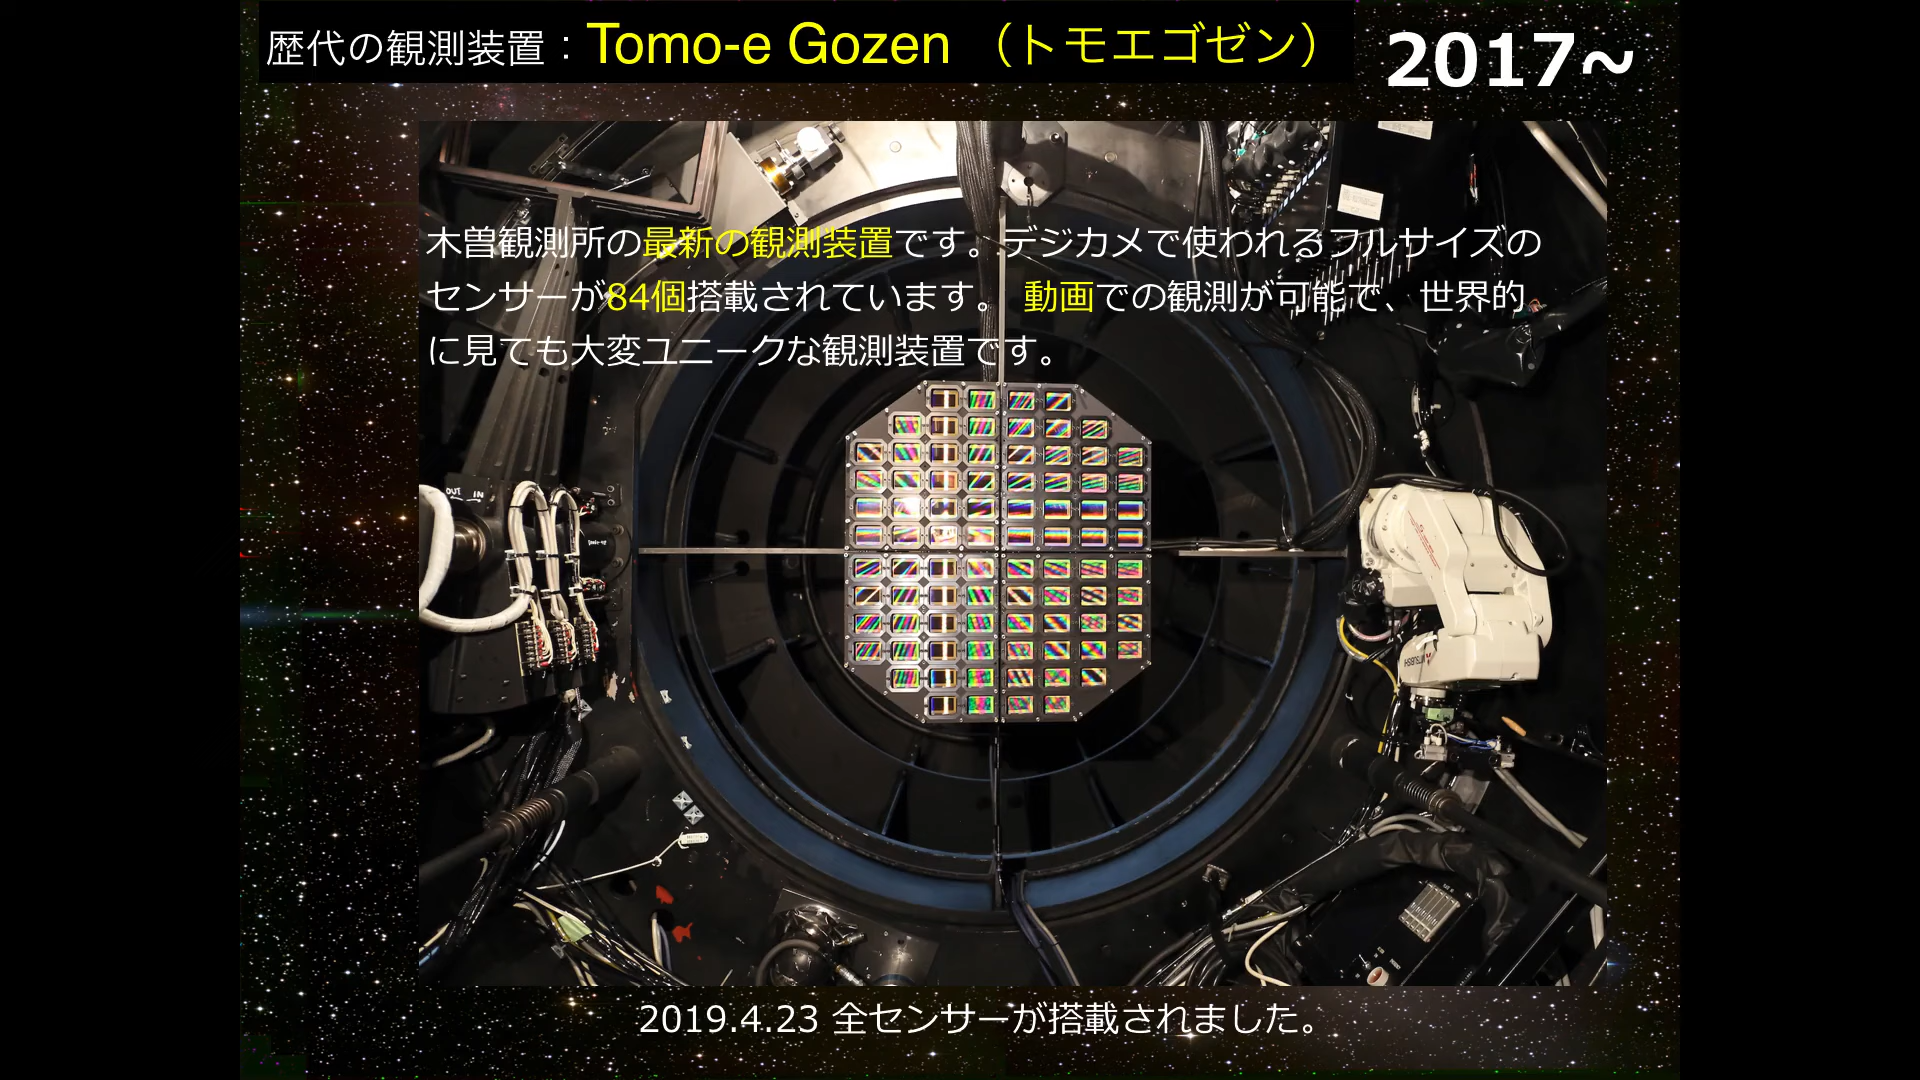 歴代の観測装置：Tomo-e Gozen （トモエゴゼン）
2017~
木曽観測所の最新の観測装置です。デジカメで使われるフルサイズの
センサーが84個搭載されています。 動画での観測が可能で、世界的
に見ても大変ユニークな観測装置です。
OUT IN
MITSUBISHI
2019.4.23 全センサーが搭載されました。